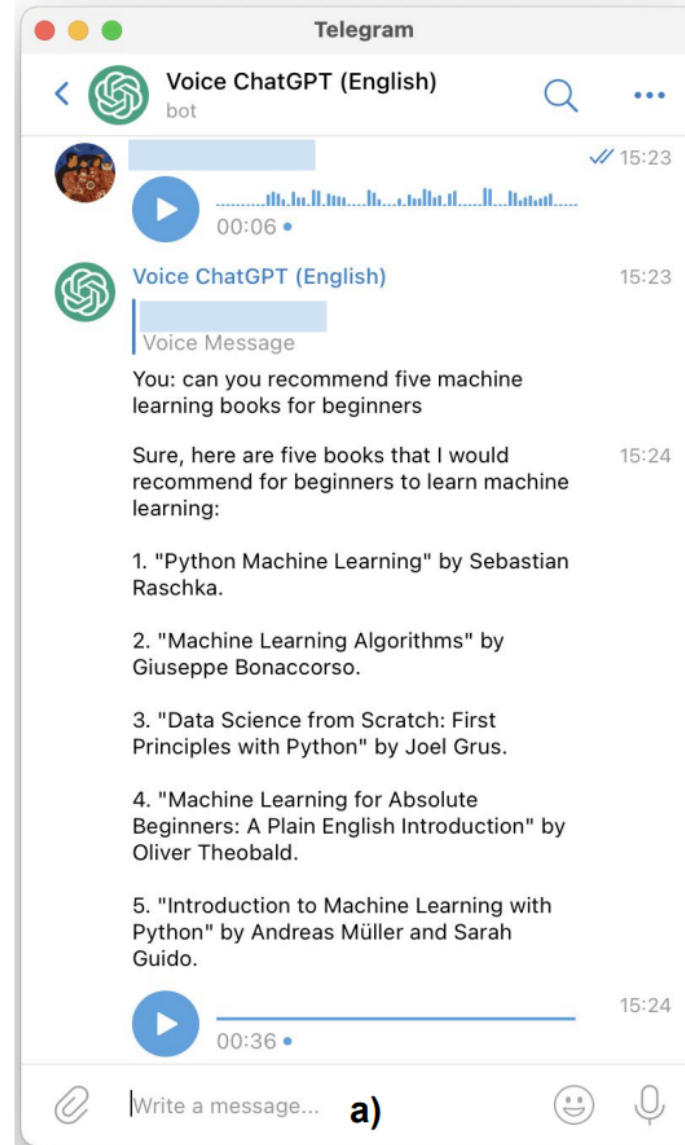 Telegram
Voice ChatGPT (English)
bot
15:23
00:06
Voice ChatGPT (English) 15:23
Voice Message
You: can you recommend five machine
learning books for beginners
Sure, here are five books that I would 15:24
recommend for beginners to learn machine
learning:
1. "Python Machine Learning" by Sebastian
Raschka.
2. "Machine Learning Algorithms" by
Giuseppe Bonaccorso.
3. "Data Science from Scratch: First
Principles with Python" by Joel Grus.
4. "Machine Learning for Absolute
Beginners: A Plain English Introduction" by
Oliver Theobald.
5. "Introduction to Machine Learning with
Python" by Andreas Müller and Sarah
Guido.
15:24
00:36
Write a message... a)